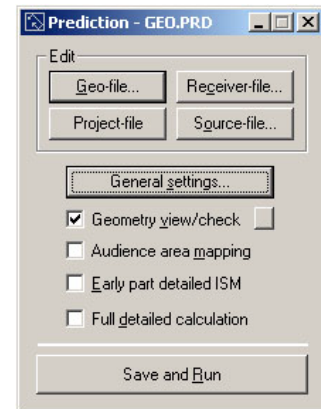 Prediction - GEO.PRD
Edit
Geo-file... Receiver-file...
Project-file Source-file...
General settings...
Geometry view/check
Audience area mapping
Early part detailed ISM
Full detailed calculation
Save and Run